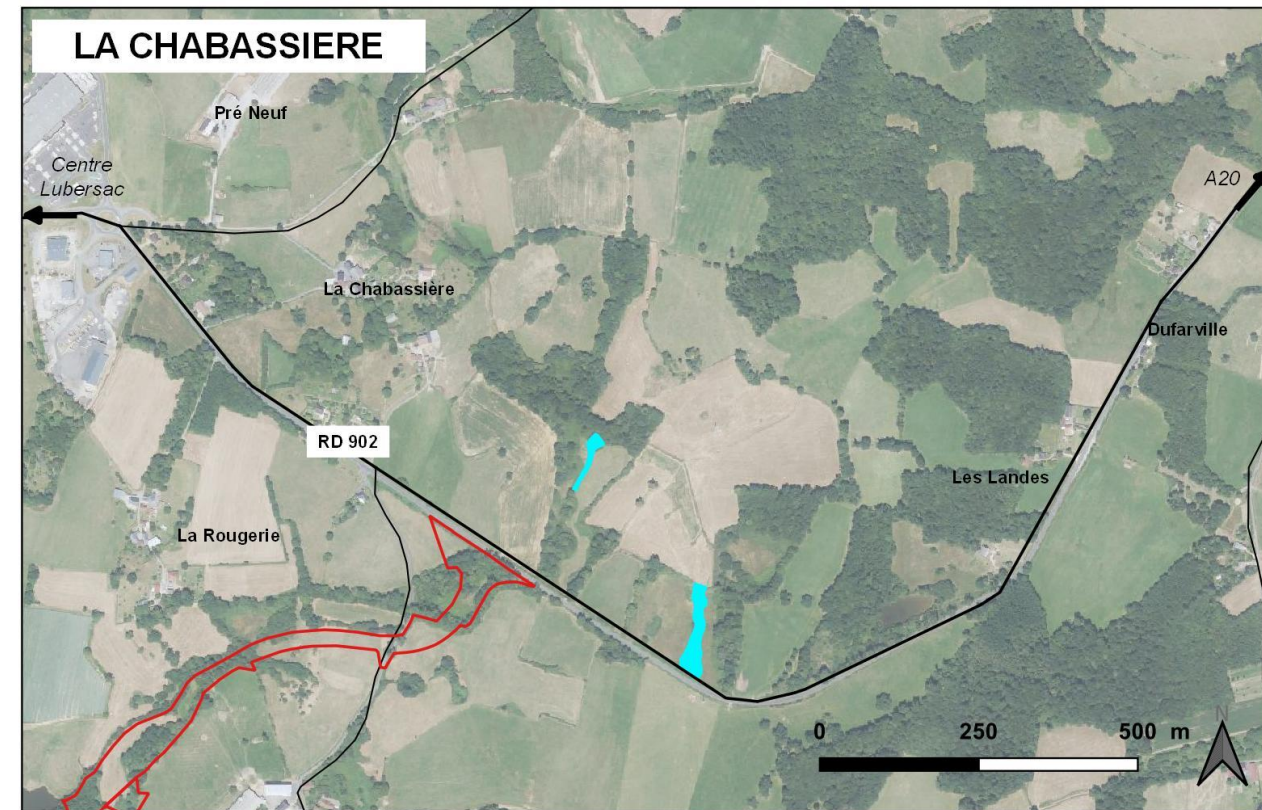 LA CHABASSIERE
Pré Neuf
Centre
Lubersac
A20
La Chabassière
Dufarville
RD 902
Les Landes
La Rougerie
0 250 500 m
N